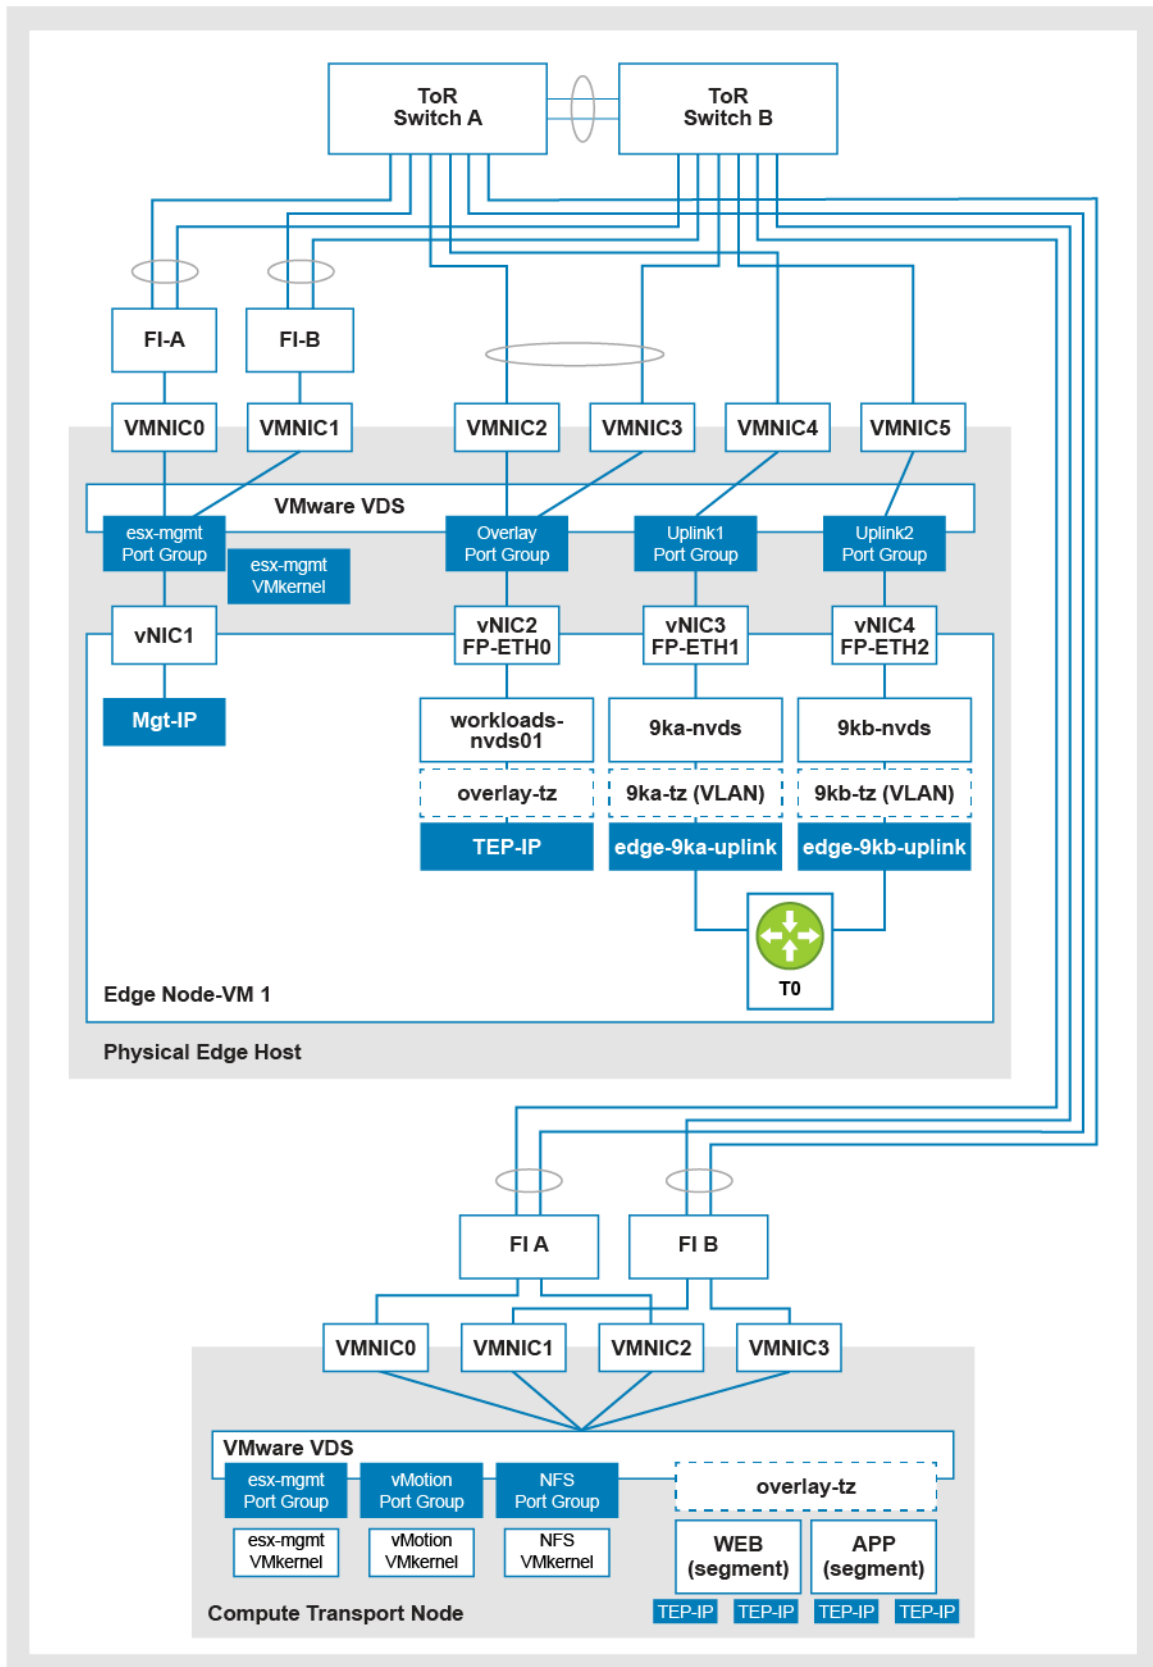 ToR
Switch A
ToR
Switch B
FI-A
FI-B
VMNIC0
VMNIC1
VMNIC2
VMNIC3
VMNIC4
VMNIC5
VMware VDS
esx-mgmt
Port Group
esx-mgmt
VMkernel
Overlay
Port Group
Uplink1
Port Group
Uplink2
Port Group
vNIC1
vNIC2
FP-ETH0
vNIC3
FP-ETH1
vNIC4
FP-ETH2
Mgt-IP
workloads-
nvds01
9ka-nvds
9kb-nvds
overlay-tz
9ka-tz (VLAN)
9kb-tz (VLAN)
TEP-IP
edge-9ka-uplink
edge-9kb-uplink
T0
Edge Node-VM 1
Physical Edge Host
FI A
FI B
VMNIC0
VMNIC1
VMNIC2
VMNIC3
VMware VDS
esx-mgmt
Port Group
vMotion
Port Group
NFS
Port Group
overlay-tz
esx-mgmt
VMkernel
vMotion
VMkernel
NFS
VMkernel
WEB
(segment)
APP
(segment)
TEP-IP
TEP-IP
TEP-IP
TEP-IP
Compute Transport Node